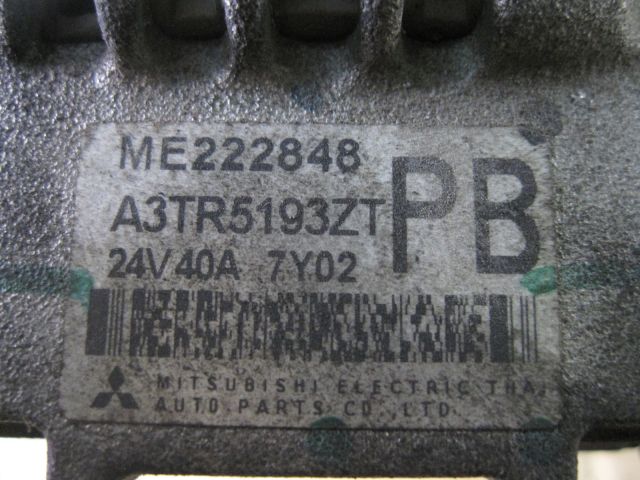 ME222848
A3TR5193ZT PB
24V 40A 7Y02
MITSUBISHI ELECTRIC THAI
AUTO PARTS CO.,LTD.